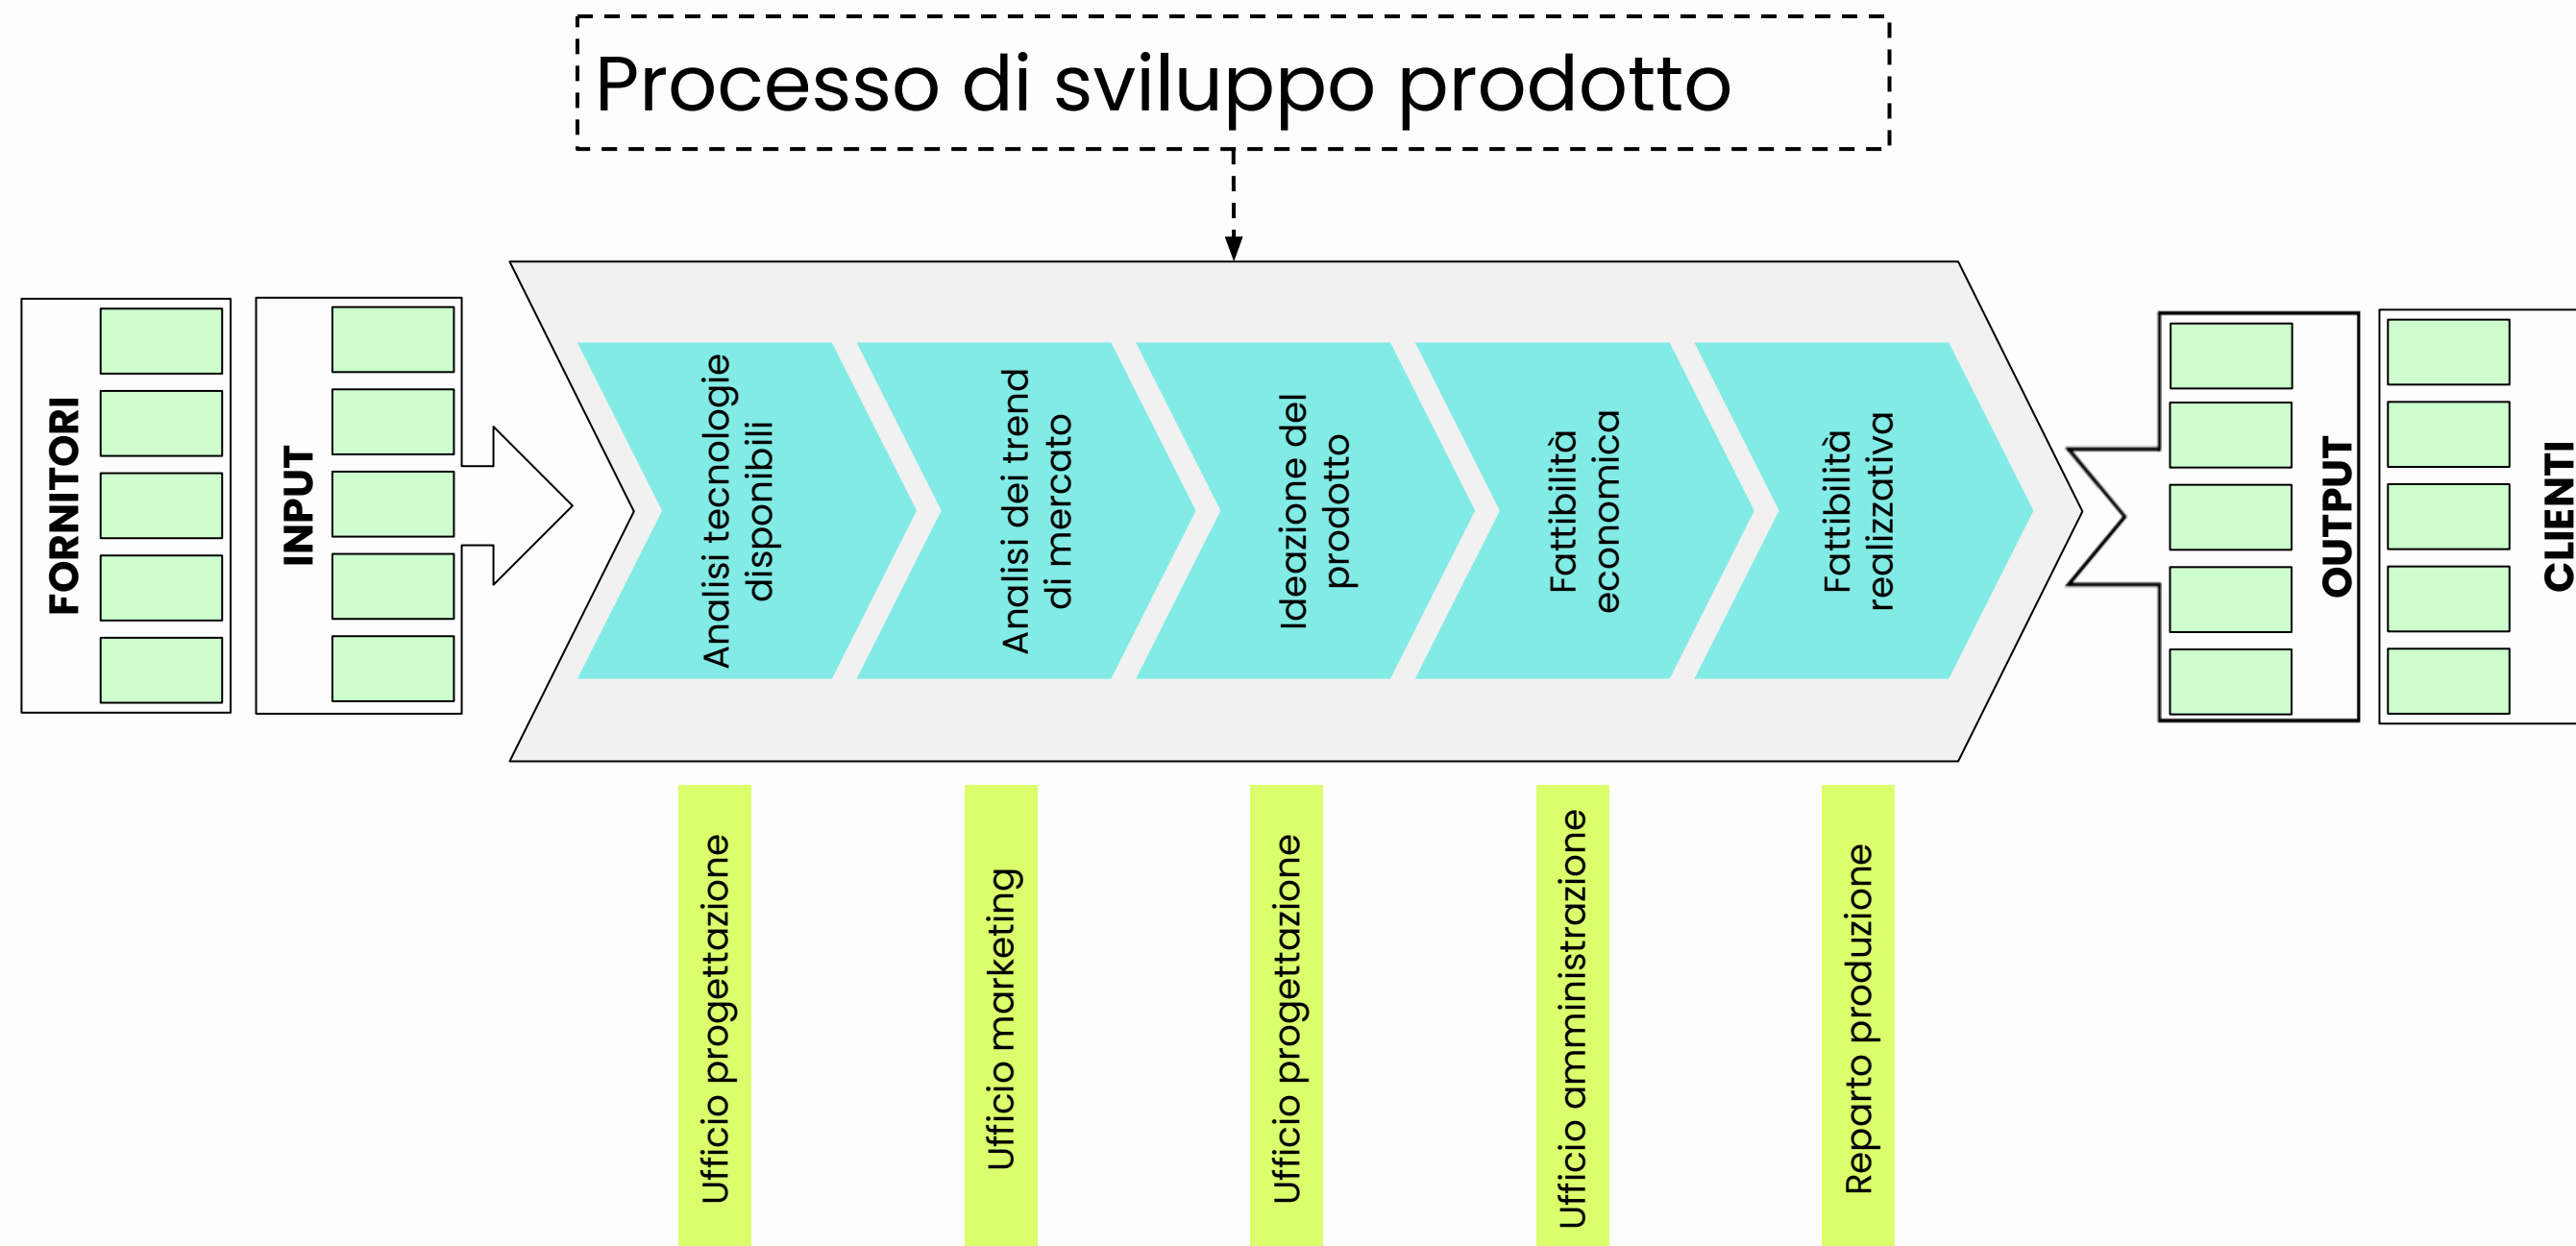 Processo di sviluppo prodotto
FORNITORI
INPUT
Analisi tecnologie
disponibili
Analisi dei trend
di mercato
Ideazione del
prodotto
Fattibilità
economica
Fattibilità
realizzativa
OUTPUT
CLIENTI
Ufficio progettazione
Ufficio marketing
Ufficio progettazione
Ufficio amministrazione
Reparto produzione